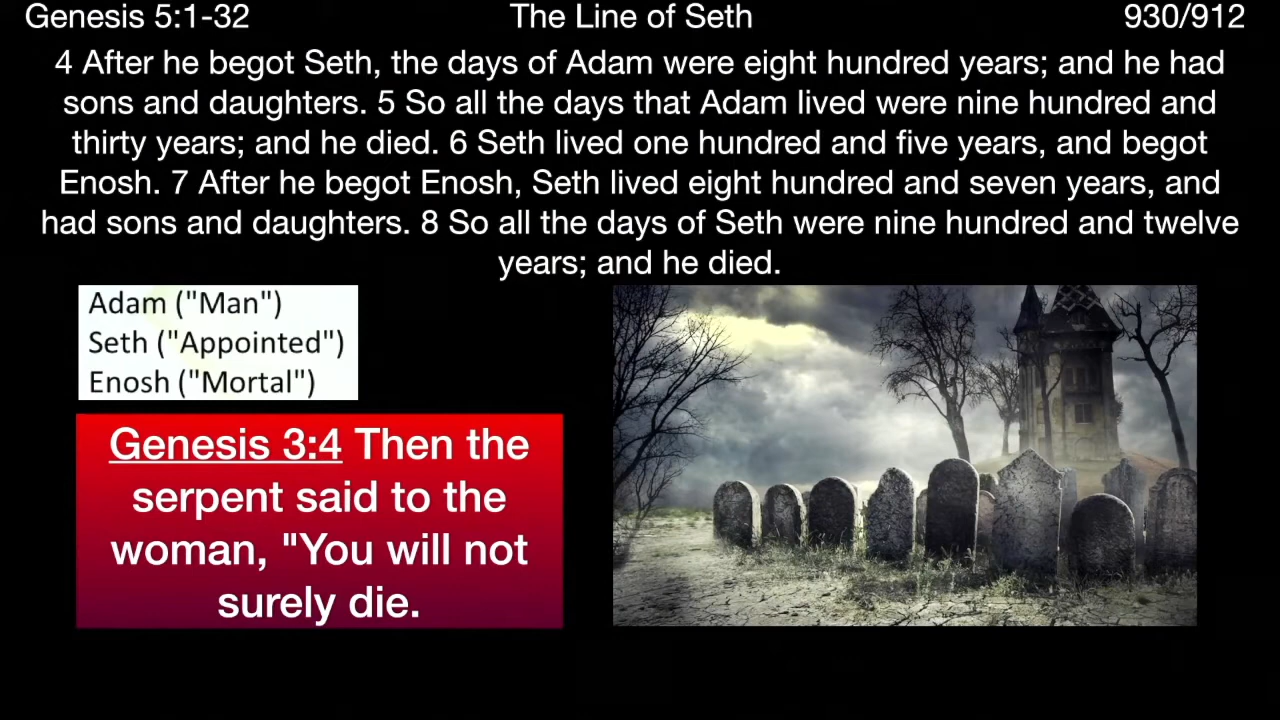 Genesis 5:1-32 The Line of Seth 930/912
4 After he begot Seth, the days of Adam were eight hundred years; and he had
sons and daughters. 5 So all the days that Adam lived were nine hundred and
thirty years; and he died. 6 Seth lived one hundred and five years, and begot
Enosh. 7 After he begot Enosh, Seth lived eight hundred and seven years, and
had sons and daughters. 8 So all the days of Seth were nine hundred and twelve
years; and he died.
Adam ("Man")
Seth ("Appointed")
Enosh ("Mortal")
Genesis 3:4 Then the
serpent said to the
woman, "You will not
surely die.